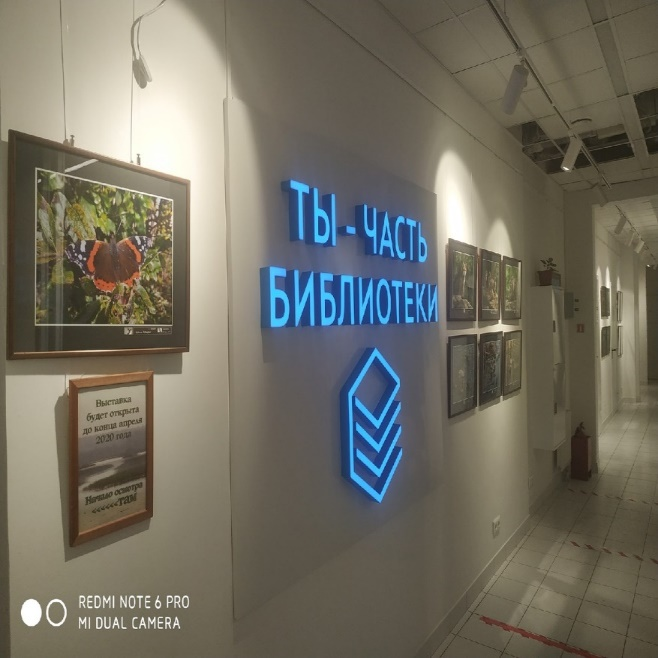 ТЫ - ЧАСТЬ
БИБЛИОТЕКИ
Выставка
будет открыта
до конца апреля
2020 года
Начало осмотра
<<<<<<ТАМ
REDMI NOTE 6 PRO
MI DUAL CAMERA